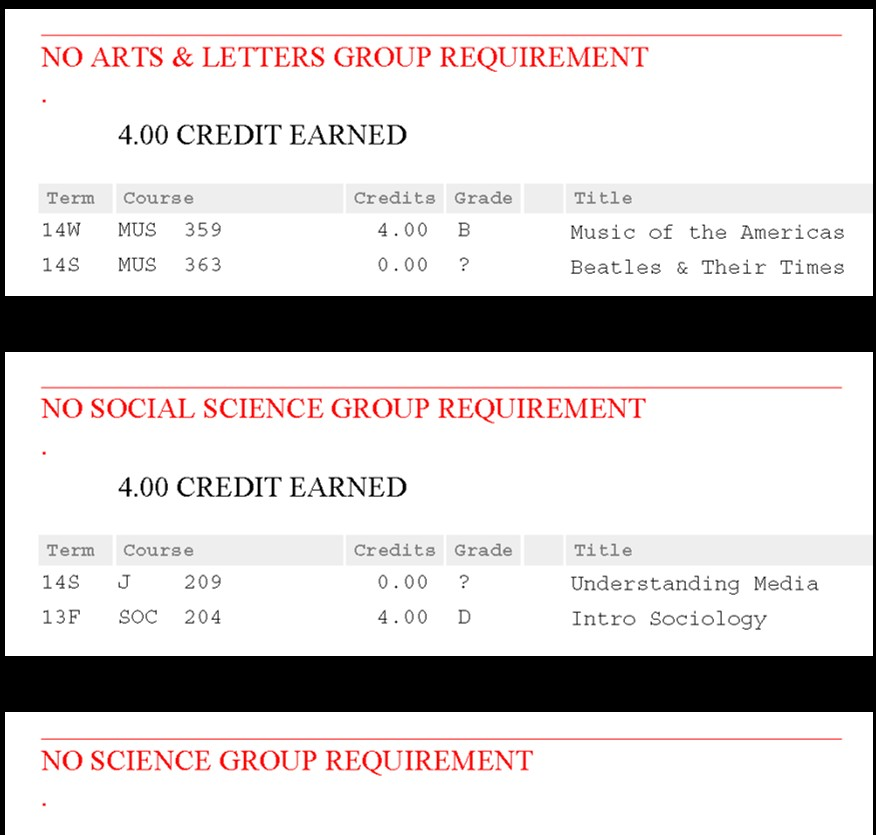 NO ARTS & LETTERS GROUP REQUIREMENT
.
4.00 CREDIT EARNED
Term Course Credits Grade Title
14W MUS 359 4.00 B Music of the Americas
14S MUS 363 0.00 ? Beatles & Their Times
NO SOCIAL SCIENCE GROUP REQUIREMENT
.
4.00 CREDIT EARNED
Term Course Credits Grade Title
14S J 209 0.00 ? Understanding Media
13F SOC 204 4.00 D Intro Sociology
NO SCIENCE GROUP REQUIREMENT
.